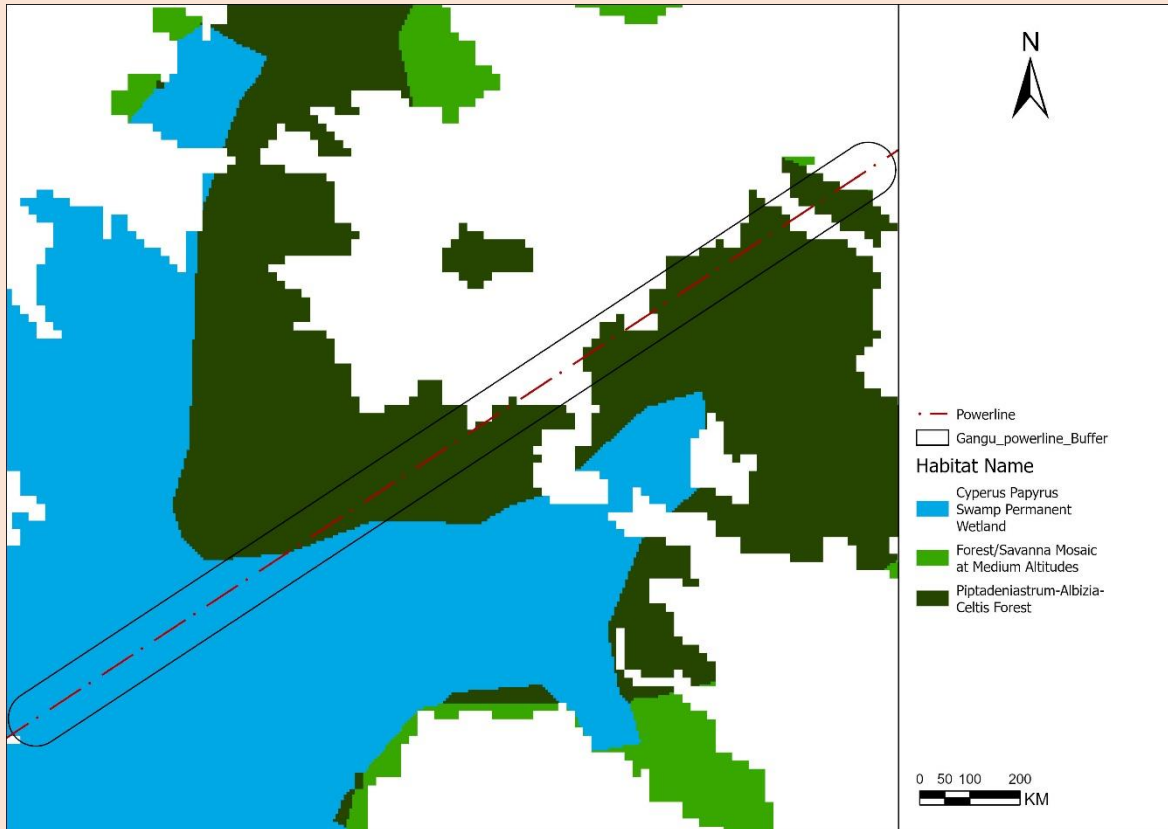 N
Powerline
Gangu_powerline_Buffer
Habitat Name
Cyperus Papyrus
Swamp Permanent
Wetland
Forest/Savanna Mosaic
at Medium Altitudes
Piptadeniastrum-Albizia-
Celtis Forest
0 50 100 200
KM